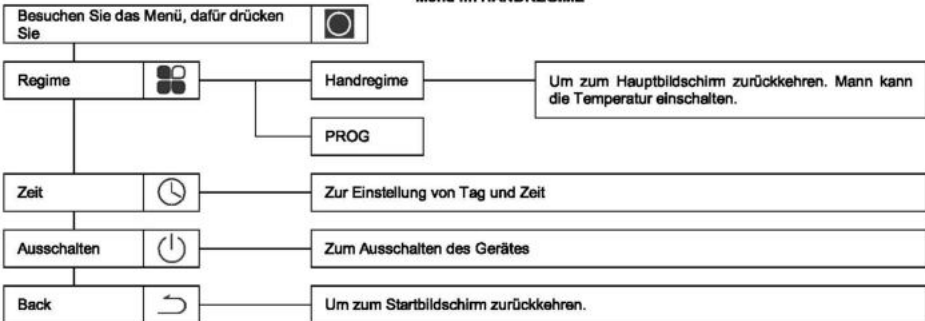 Besuchen Sie das Menü, dafür drücken
Sie
Regime
Handregime
Um zum Hauptbildschirm zurückkehren. Mann kann
die Temperatur einschalten.
PROG
Zeit
Zur Einstellung von Tag und Zeit
Ausschalten
Zum Ausschalten des Gerätes
Back
Um zum Startbildschirm zurückkehren.